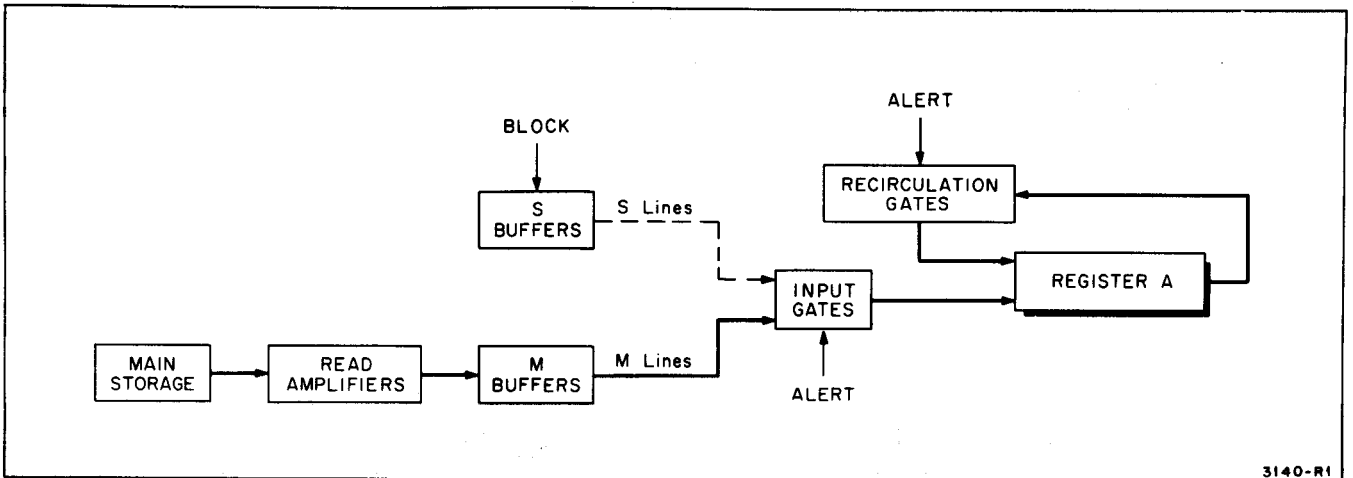 ALERT
BLOCK
RECIRCULATION
GATES
S
BUFFERS
S Lines
REGISTER A
INPUT
GATES
MAIN
STORAGE
READ
AMPLIFIERS
M
BUFFERS
M Lines
ALERT
3140-R1